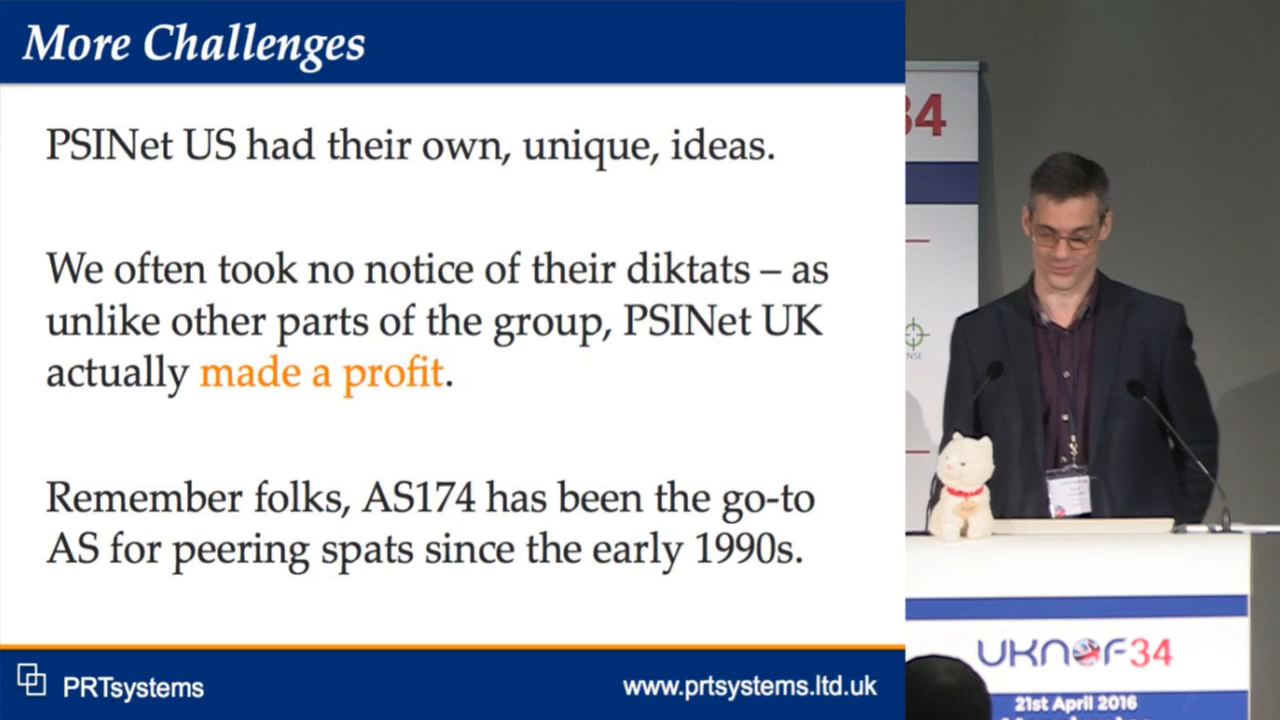 More Challenges
PSINet US had their own, unique, ideas.
We often took no notice of their diktats – as
unlike other parts of the group, PSINet UK
actually made a profit.
Remember folks, AS174 has been the go-to
AS for peering spats since the early 1990s.
PRTsystems
www.prtsystems.ltd.uk
34
NSE
UKNOF34
21st April 2016